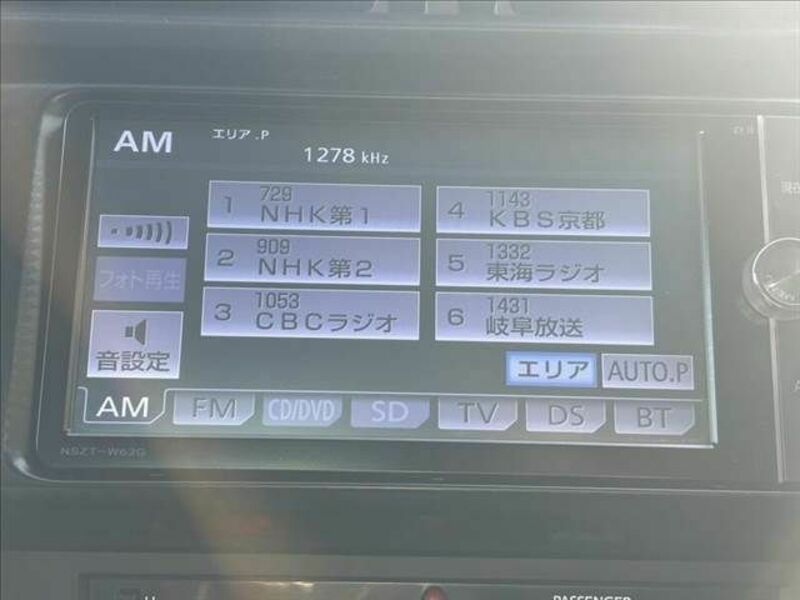 AM エリア.P
1278 kHz
1 729 NHK第1
4 1143 KBS京都
2 909 NHK第2
5 1332 東海ラジオ
フォト再生
3 1053 CBCラジオ
6 1431 岐阜放送
音設定
エリア AUTO.P
AM FM CD/DVD SD TV DS BT
NSZT-W62G
PASSENGER